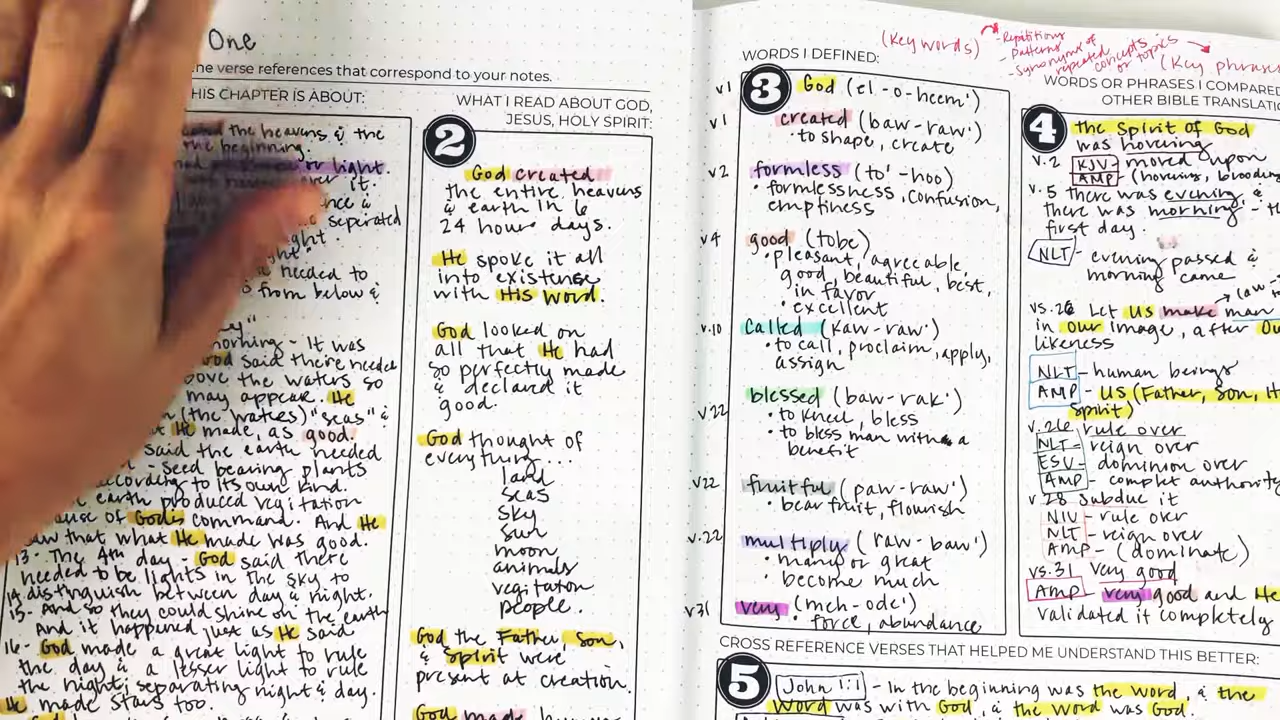 One
ne verse references that correspond to your notes.
HIS CHAPTER IS ABOUT:
the heavens & the
the beginning.
or light.
over it.
& 
seperated
needed to
from below &
morning - It was
God said there needed
above the waters so
may appear. He
(the waters) "seas" &
He made, as good.
said the earth needed
- seed bearing plants
according to its own kind.
earth produced vegitation
God's command. And He
saw that what He made was good.
13 - The 4th day - God said there
needed to be lights in the sky to
14 - distinguish between day & night.
15 - And so they could shine on the earth
And it happened just as He said
16 - God made a great light to rule
the day & a lesser light to rule
the night; separating night & day.
He made stars too.
WHAT I READ ABOUT GOD,
JESUS, HOLY SPIRIT:
2
God created
the entire heavens
& earth in 6
24 hour days.
He spoke it all
into existense
with His word.
God looked on
all that He had
so perfectly made
& declared it
good.
God thought of
everything...
land
seas
sky
sun
moon
animals
vegitaton
people.
God the Father, Son,
& Spirit were
present at creation.
God made
(Key words)
- Repetitions
- Patterns
- Synonyms of
repeated concepts
or topics
(Key phrases
WORDS I DEFINED:
3
v1 God (el-o-heem')
v1 created (baw-raw')
• to shape, create
v2 formless (to'-hoo)
• formlessness, confusion,
emptiness
v4 good (tobe)
• pleasant, agreeable,
good, beautiful, best,
in favor
• excellent
v.10 Called (Kaw-raw')
• to call, proclaim, apply,
assign
v22 blessed (baw-rak')
• to kneel, bless
• to bless man with a
benefit
v22 fruitful (paw-raw')
• bear fruit, flourish
v.22 multiply (raw-baw')
• many or great
• become much
v31 very (meh-ode')
• force, abundance
WORDS OR PHRASES I COMPARED
OTHER BIBLE TRANSLATI
4
the Spirit of God
was hovering
v.2 KJV - moved upon
AMP - (hovering, brooding
v.5 there was evening, &
there was morning - th
first day.
NLT - evening passed &
morning came
vs.26 Let US make man
in Our image, after Ou
likeness
NLT - human beings
AMP - US (Father, Son, H
Spirit)
v.26 rule over
NLT - reign over
ESV - dominion over
AMP - complet authority
v.28 subdue it
NIV - rule over
NLT - reign over
AMP - (dominate)
vs.31 Very good
AMP - very good and He
validated it completely
CROSS REFERENCE VERSES THAT HELPED ME UNDERSTAND THIS BETTER:
5
John 1:1 - In the beginning was the word, & the
Word was with God, & the Word was God.